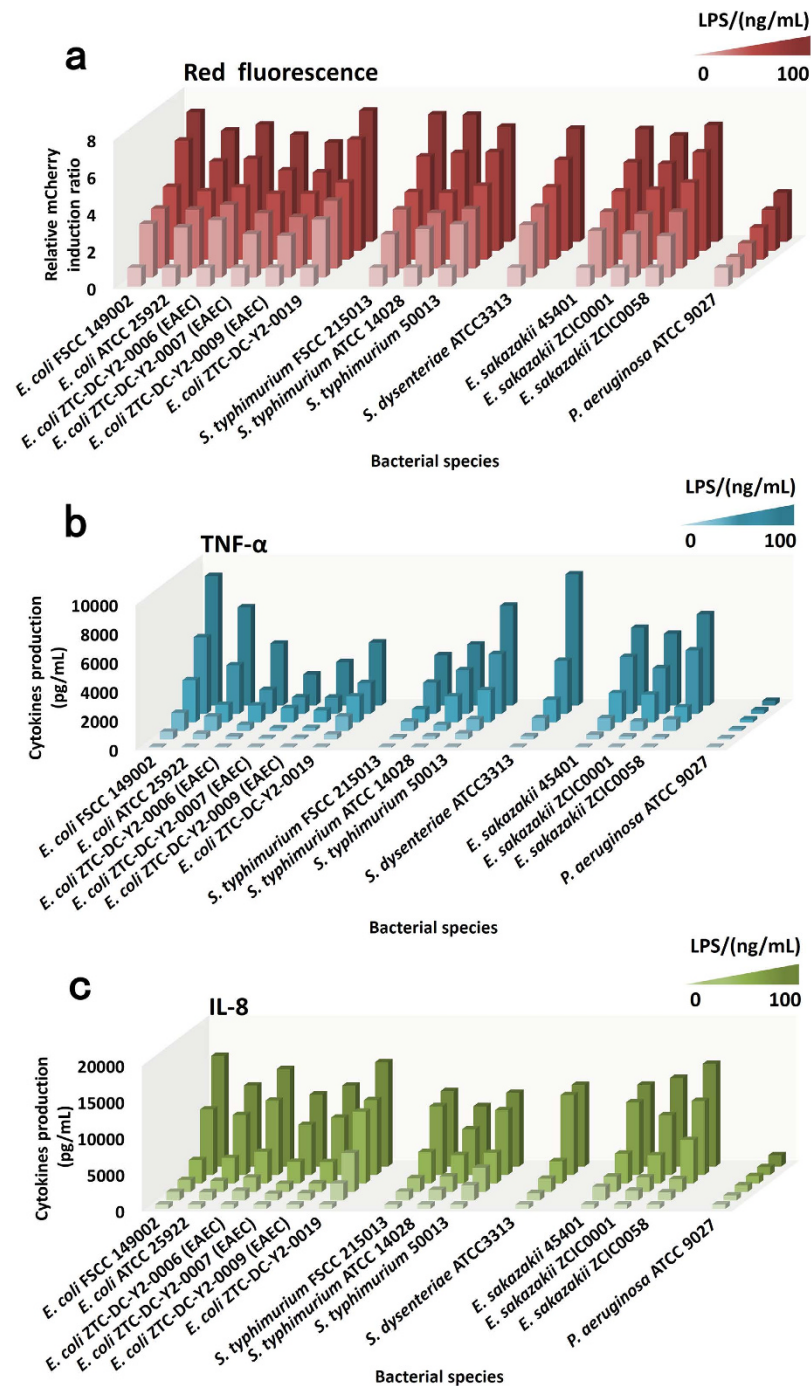 a
Red fluorescence
LPS/(ng/mL)
0 100
Relative mCherry
induction ratio
8
6
4
2
0
E. coli FSCC 149002
E. coli ATCC 25922
E. coli ZTC-DC-Y2-0006 (EAEC)
E. coli ZTC-DC-Y2-0007 (EAEC)
E. coli ZTC-DC-Y2-0009 (EAEC)
E. coli ZTC-DC-Y2-0019
S. typhimurium FSCC 215013
S. typhimurium ATCC 14028
S. typhimurium 50013
S. dysenteriae ATCC3313
E. sakazakii 45401
E. sakazakii ZCIC0001
E. sakazakii ZCIC0058
P. aeruginosa ATCC 9027
Bacterial species
b
TNF-α
LPS/(ng/mL)
0 100
Cytokines production
(pg/mL)
10000
8000
6000
4000
2000
0
E. coli FSCC 149002
E. coli ATCC 25922
E. coli ZTC-DC-Y2-0006 (EAEC)
E. coli ZTC-DC-Y2-0007 (EAEC)
E. coli ZTC-DC-Y2-0009 (EAEC)
E. coli ZTC-DC-Y2-0019
S. typhimurium FSCC 215013
S. typhimurium ATCC 14028
S. typhimurium 50013
S. dysenteriae ATCC3313
E. sakazakii 45401
E. sakazakii ZCIC0001
E. sakazakii ZCIC0058
P. aeruginosa ATCC 9027
Bacterial species
c
IL-8
LPS/(ng/mL)
0 100
Cytokines production
(pg/mL)
20000
15000
10000
5000
0
E. coli FSCC 149002
E. coli ATCC 25922
E. coli ZTC-DC-Y2-0006 (EAEC)
E. coli ZTC-DC-Y2-0007 (EAEC)
E. coli ZTC-DC-Y2-0009 (EAEC)
E. coli ZTC-DC-Y2-0019
S. typhimurium FSCC 215013
S. typhimurium ATCC 14028
S. typhimurium 50013
S. dysenteriae ATCC3313
E. sakazakii 45401
E. sakazakii ZCIC0001
E. sakazakii ZCIC0058
P. aeruginosa ATCC 9027
Bacterial species